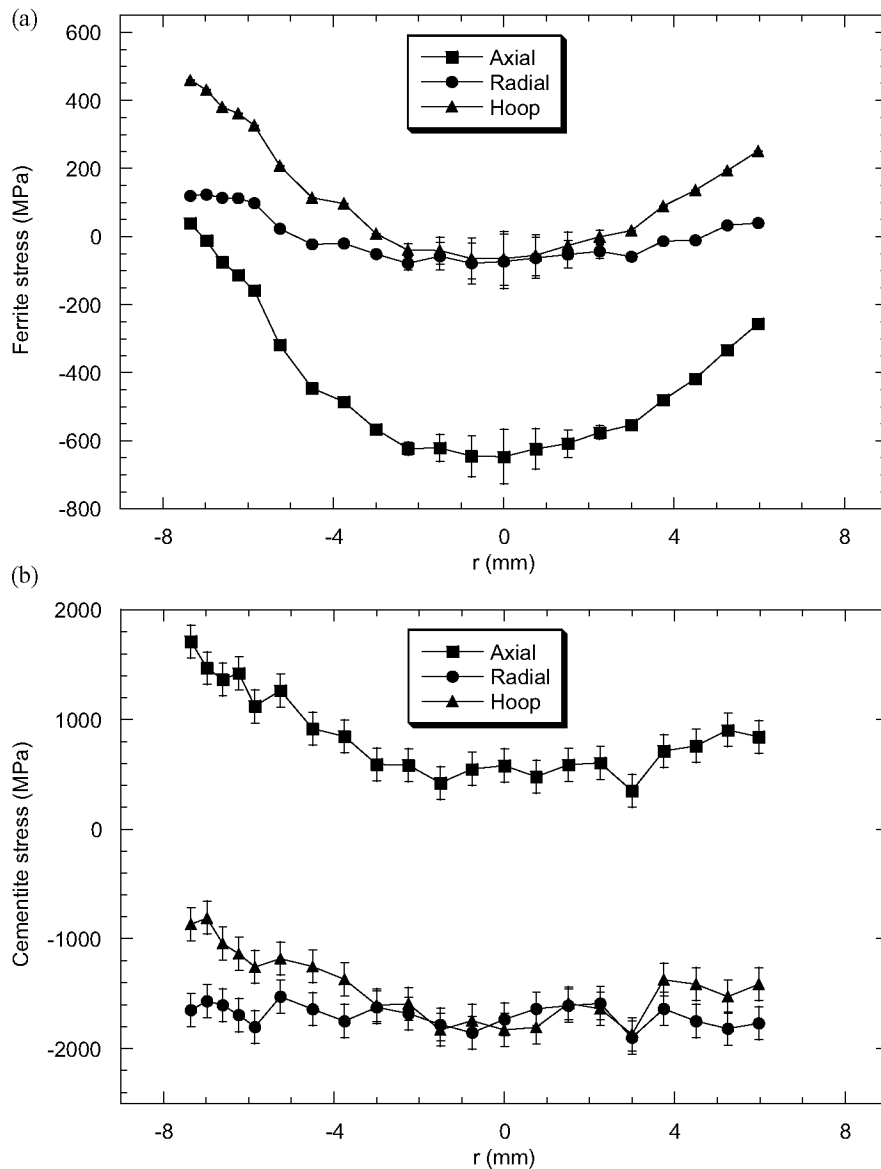 (a)
600
400
200
0
-200
-400
-600
-800
Ferrite stress (MPa)
Axial
Radial
Hoop
-8
-4
0
4
8
r (mm)
(b)
2000
1000
0
-1000
-2000
Cementite stress (MPa)
Axial
Radial
Hoop
-8
-4
0
4
8
r (mm)